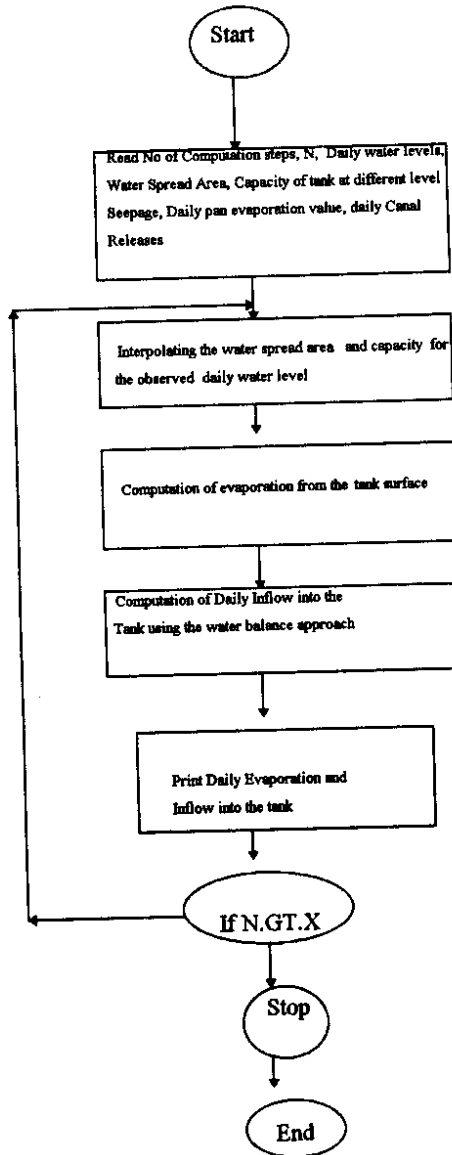 Start
Read No of Computation steps, N, Daily water levels,
Water Spread Area, Capacity of tank at different level
Seepage, Daily pan evaporation value, daily Canal
Releases
Interpolating the water spread area and capacity for
the observed daily water level
Computation of evaporation from the tank surface
Computation of Daily Inflow into the
Tank using the water balance approach
Print Daily Evaporation and
Inflow into the tank
If N.GT.X
Stop
End